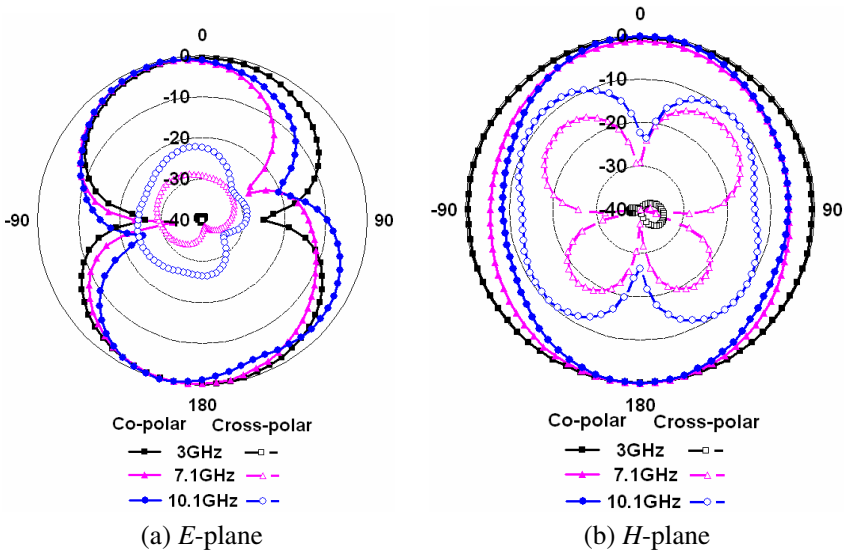 0
-0
-10
-20
-30
-40
-90
90
180
Co-polar Cross-polar
3GHz
7.1GHz
10.1GHz
(a) E-plane
0
-0
-10
-20
-30
-40
-90
90
180
Co-polar Cross-polar
3GHz
7.1GHz
10.1GHz
(b) H-plane